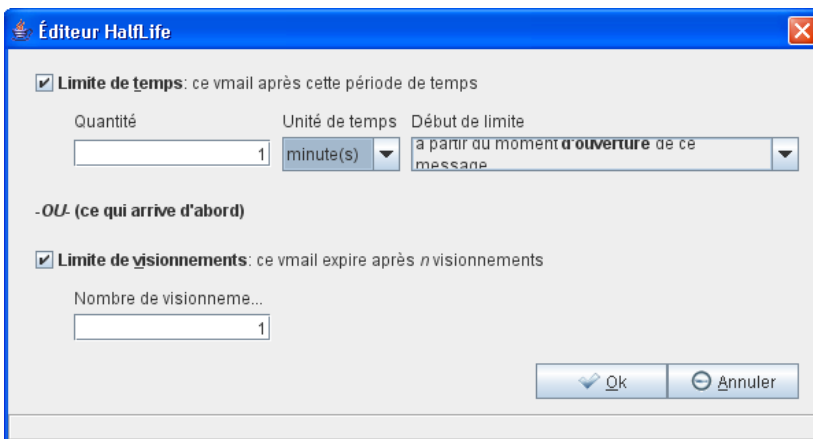 Éditeur HalfLife
Limite de temps: ce vmail après cette période de temps
Quantité
Unité de temps
Début de limite
1
minute(s)
à partir du moment d'ouverture de ce
message
-OU- (ce qui arrive d'abord)
Limite de visionnements: ce vmail expire après n visionnements
Nombre de visionneme...
1
Ok
Annuler